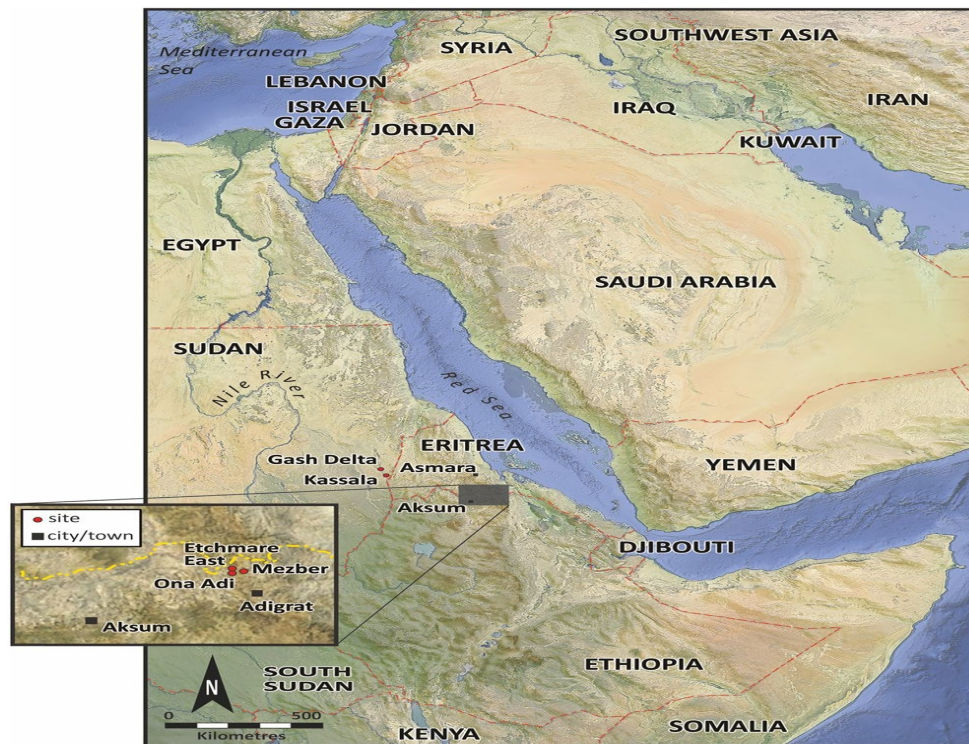 Mediterranean
Sea
SYRIA
SOUTHWEST ASIA
LEBANON
ISRAEL
GAZA
JORDAN
IRAQ
IRAN
KUWAIT
EGYPT
SAUDI ARABIA
SUDAN
Nile River
Red Sea
ERITREA
Gash Delta
Asmara
Kassala
YEMEN
Aksum
site
city/town
Etchmare
East
Mezber
Ona Adi
Adigrat
Aksum
DJIBOUTI
ETHIOPIA
SOUTH
SUDAN
N
0 500
Kilometres
KENYA
SOMALIA